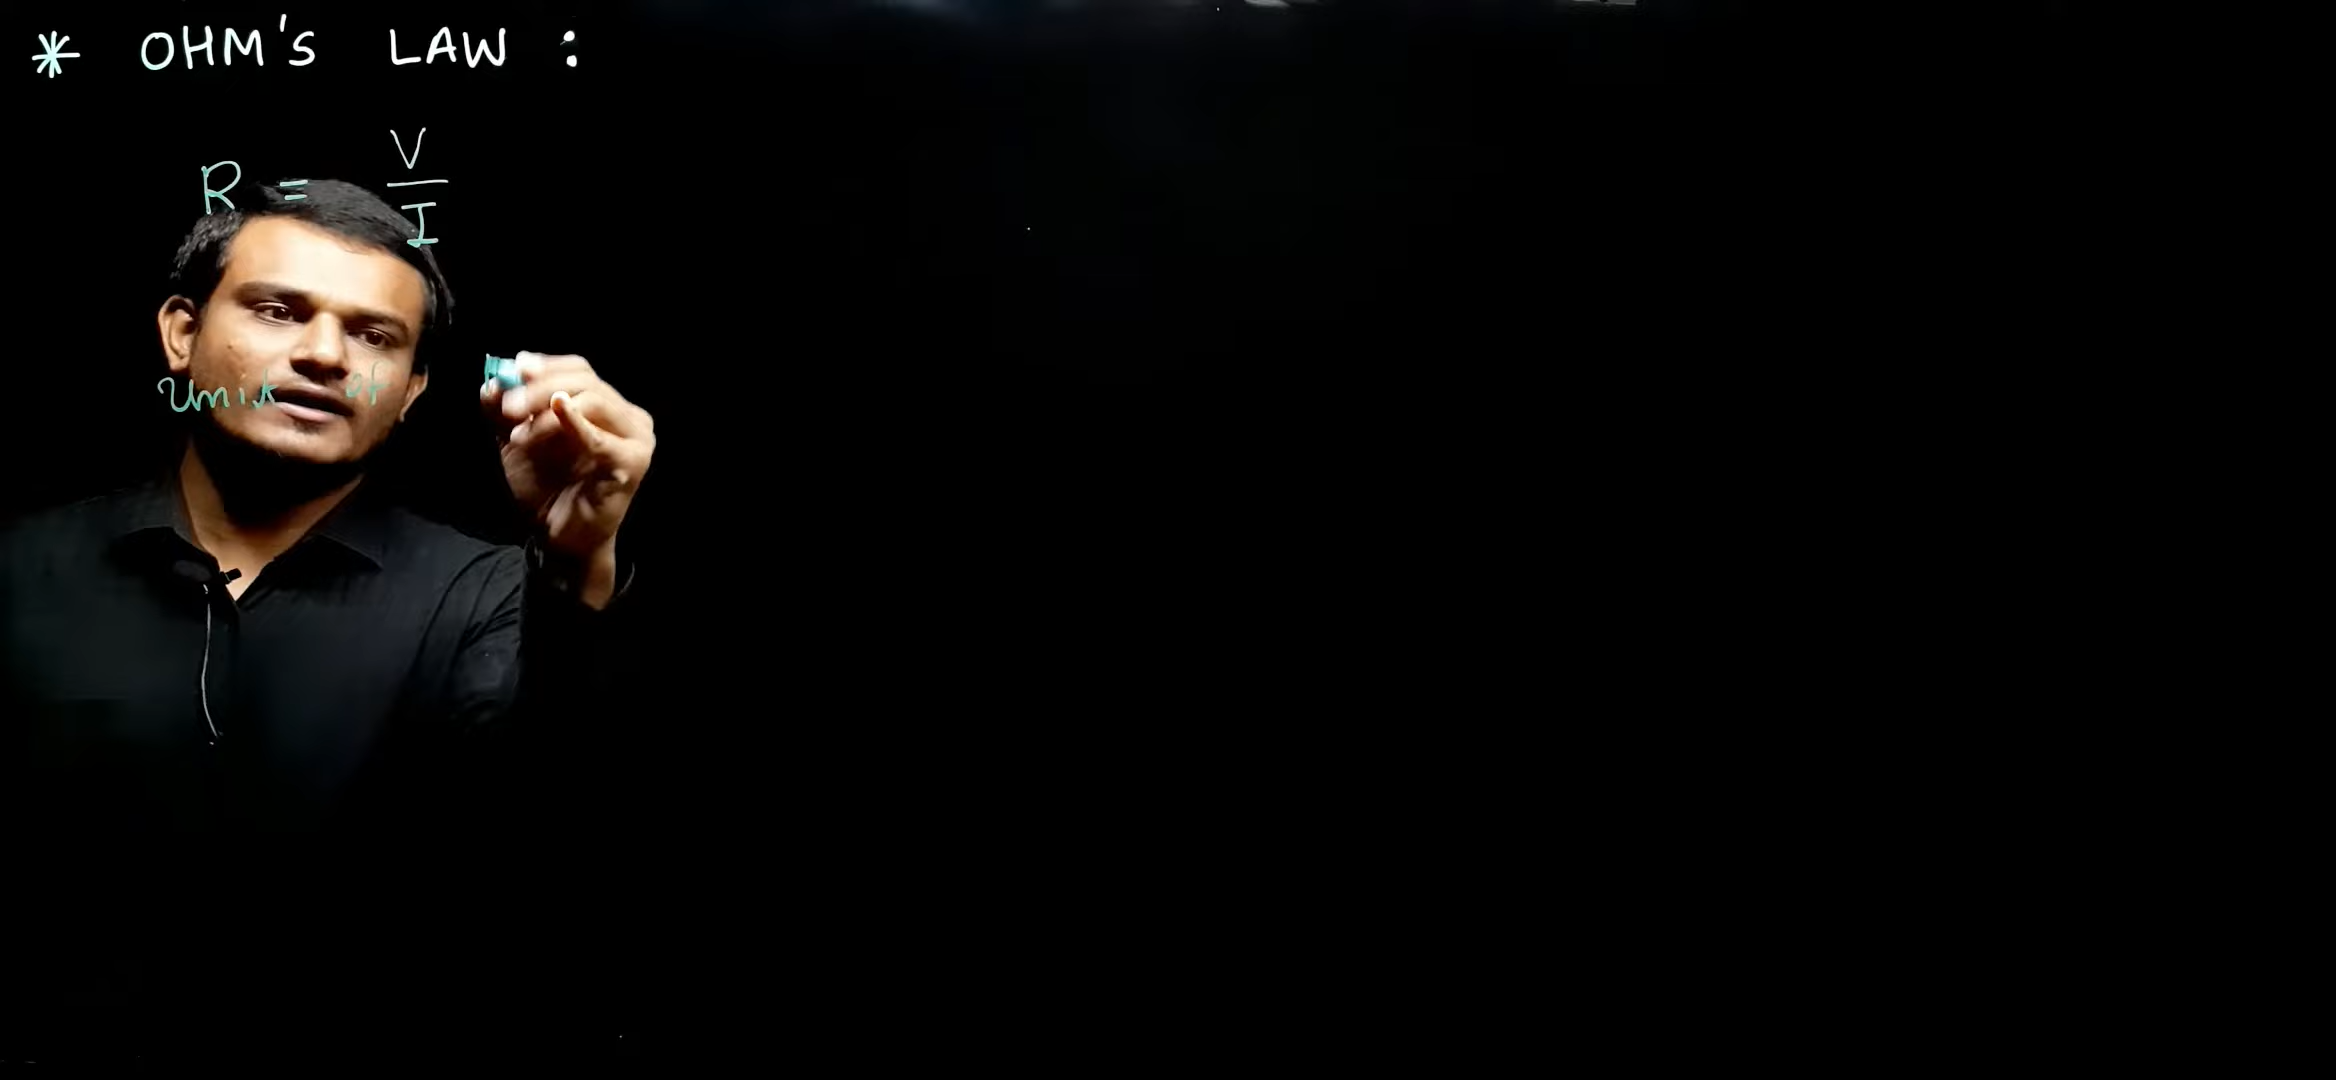 * OHM'S LAW :
R = V/I
Unit of